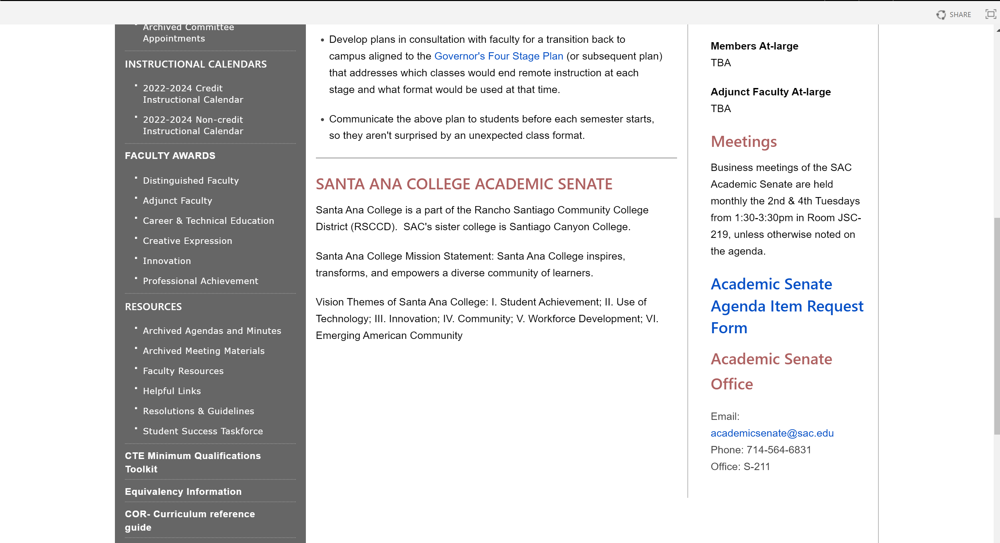 SHARE
Archived Committee
Appointments
INSTRUCTIONAL CALENDARS
2022-2024 Credit
Instructional Calendar
2022-2024 Non-credit
Instructional Calendar
FACULTY AWARDS
Distinguished Faculty
Adjunct Faculty
Career & Technical Education
Creative Expression
Innovation
Professional Achievement
RESOURCES
Archived Agendas and Minutes
Archived Meeting Materials
Faculty Resources
Helpful Links
Resolutions & Guidelines
Student Success Taskforce
CTE Minimum Qualifications
Toolkit
Equivalency Information
COR- Curriculum reference
guide
• Develop plans in consultation with faculty for a transition back to
campus aligned to the Governor's Four Stage Plan (or subsequent plan)
that addresses which classes would end remote instruction at each
stage and what format would be used at that time.
• Communicate the above plan to students before each semester starts,
so they aren't surprised by an unexpected class format.
SANTA ANA COLLEGE ACADEMIC SENATE
Santa Ana College is a part of the Rancho Santiago Community College
District (RSCCD).  SAC's sister college is Santiago Canyon College.
Santa Ana College Mission Statement: Santa Ana College inspires,
transforms, and empowers a diverse community of learners.
Vision Themes of Santa Ana College: I. Student Achievement; II. Use of
Technology; III. Innovation; IV. Community; V. Workforce Development; VI.
Emerging American Community
Members At-large
TBA
Adjunct Faculty At-large
TBA
Meetings
Business meetings of the SAC
Academic Senate are held
monthly the 2nd & 4th Tuesdays
from 1:30-3:30pm in Room JSC-
219, unless otherwise noted on
the agenda.
Academic Senate
Agenda Item Request
Form
Academic Senate
Office
Email:
academicsenate@sac.edu
Phone: 714-564-6831
Office: S-211